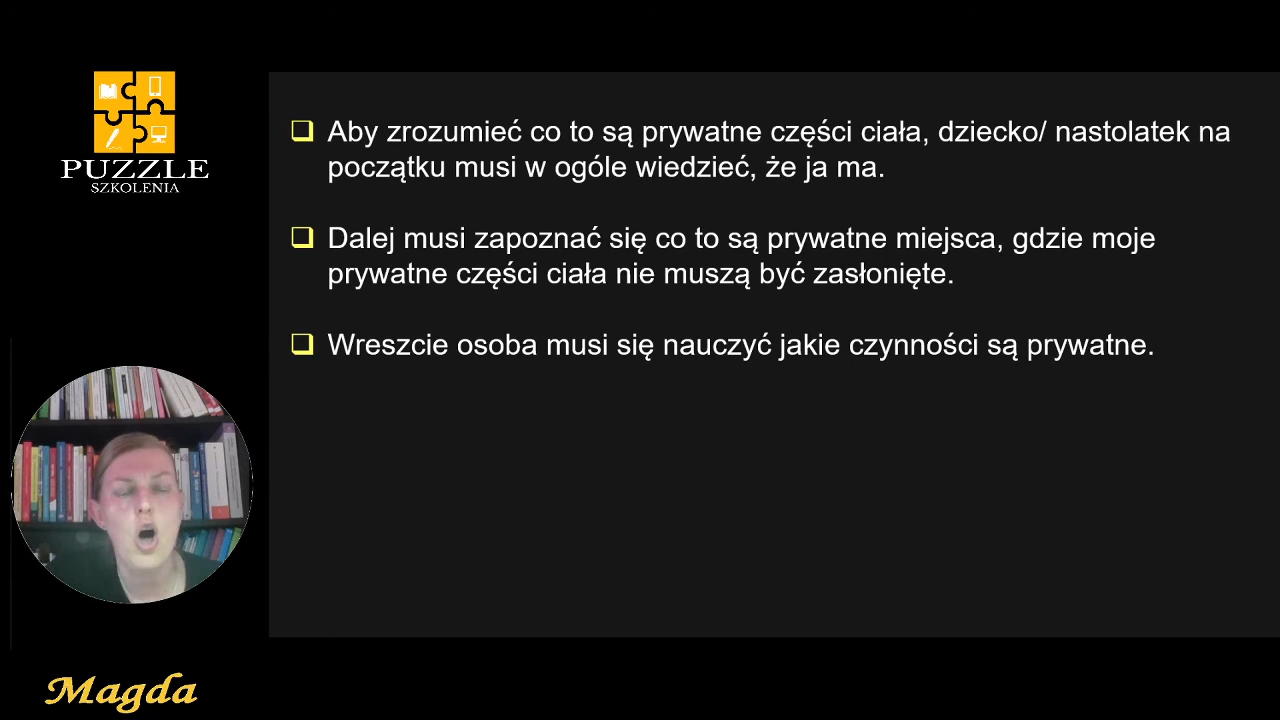 PUZZLE
SZKOLENIA
Aby zrozumieć co to są prywatne części ciała, dziecko/ nastolatek na
początku musi w ogóle wiedzieć, że ja ma.
Dalej musi zapoznać się co to są prywatne miejsca, gdzie moje
prywatne części ciała nie muszą być zasłonięte.
Wreszcie osoba musi się nauczyć jakie czynności są prywatne.
Magda